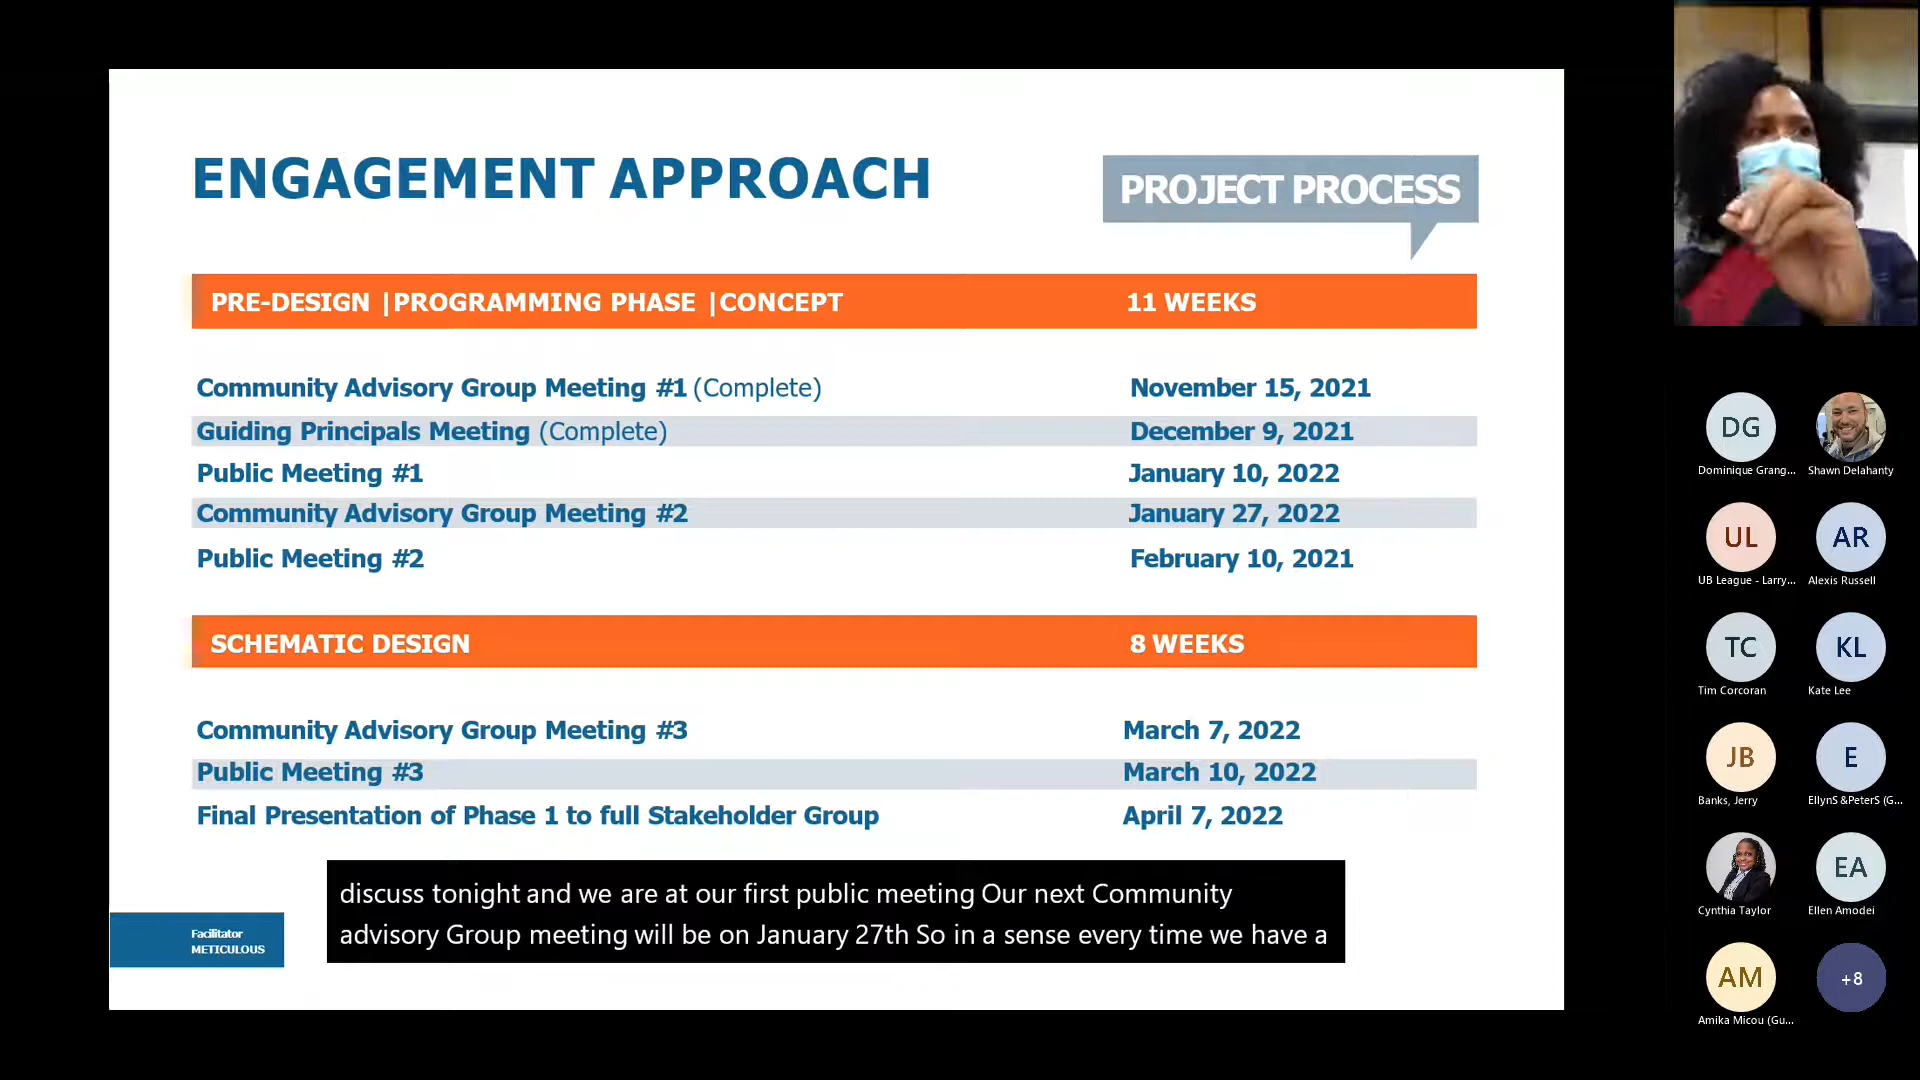 ENGAGEMENT APPROACH
PROJECT PROCESS
PRE-DESIGN |PROGRAMMING PHASE |CONCEPT 11 WEEKS
Community Advisory Group Meeting #1 (Complete) November 15, 2021
Guiding Principals Meeting (Complete) December 9, 2021
Public Meeting #1 January 10, 2022
Community Advisory Group Meeting #2 January 27, 2022
Public Meeting #2 February 10, 2021
SCHEMATIC DESIGN 8 WEEKS
Community Advisory Group Meeting #3 March 7, 2022
Public Meeting #3 March 10, 2022
Final Presentation of Phase 1 to full Stakeholder Group April 7, 2022
discuss tonight and we are at our first public meeting Our next Community
advisory Group meeting will be on January 27th So in a sense every time we have a
Facilitator
METICULOUS
DG
Dominique Grang... Shawn Delahanty
UL AR
UB League - Larry... Alexis Russell
TC KL
Tim Corcoran Kate Lee
JB E
Banks, Jerry EllynS &PeterS (G...
EA
Cynthia Taylor Ellen Amodei
AM +8
Amika Micou (Gu...